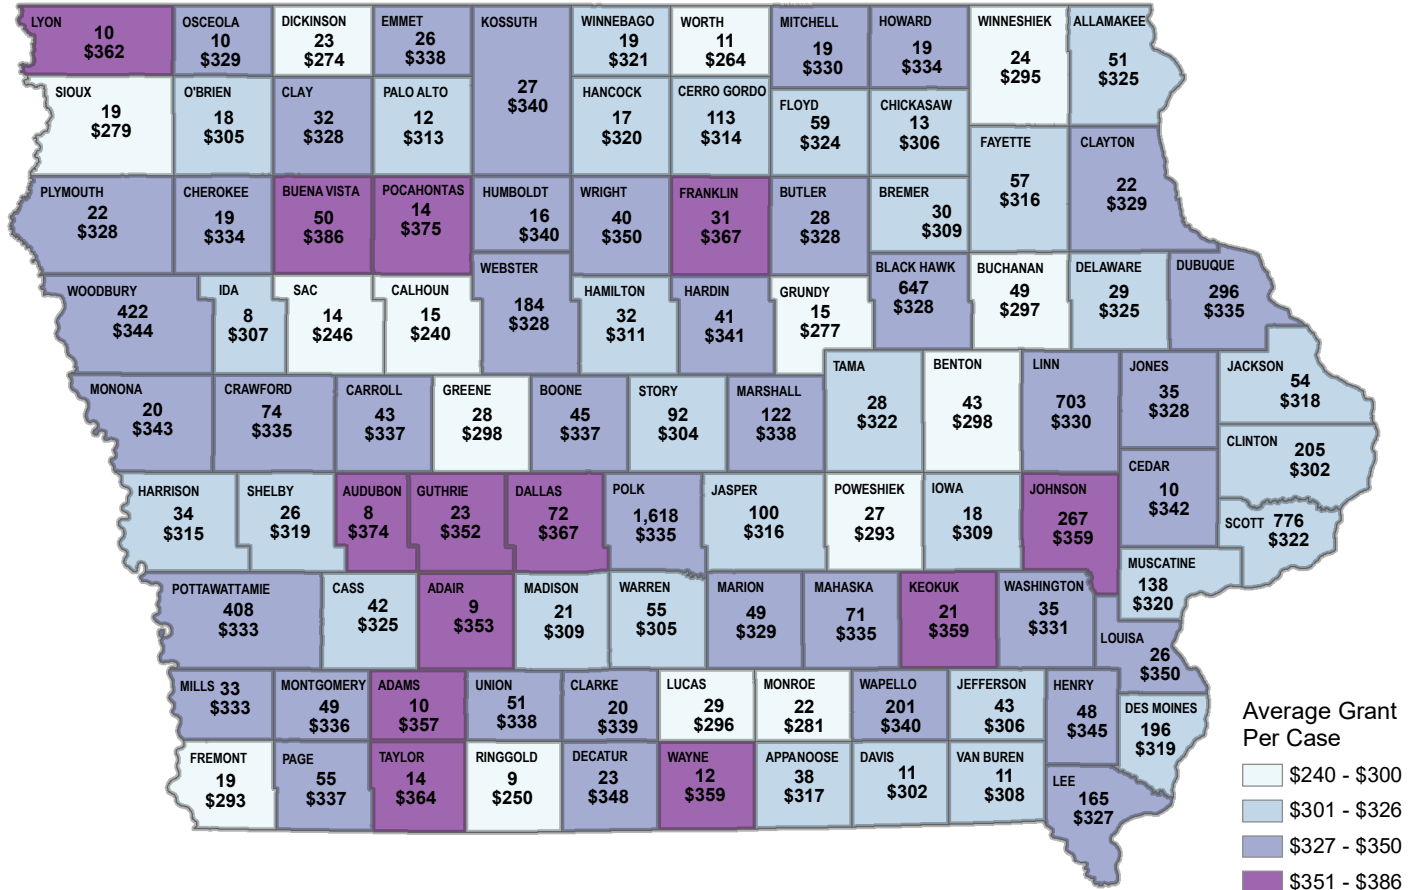 LYON
10
$362
OSCEOLA
10
$329
DICKINSON
23
$274
EMMET
26
$338
KOSSUTH
27
$340
WINNEBAGO
19
$321
WORTH
11
$264
MITCHELL
19
$330
HOWARD
19
$334
WINNESHIEK
24
$295
ALLAMAKEE
51
$325
SIOUX
19
$279
O'BRIEN
18
$305
CLAY
32
$328
PALO ALTO
12
$313
HANCOCK
17
$320
CERRO GORDO
113
$314
FLOYD
59
$324
CHICKASAW
13
$306
FAYETTE
57
$316
CLAYTON
22
$329
PLYMOUTH
22
$328
CHEROKEE
19
$334
BUENA VISTA
50
$386
POCAHONTAS
14
$375
HUMBOLDT
16
$340
WRIGHT
40
$350
FRANKLIN
31
$367
BUTLER
28
$328
BREMER
30
$309
WOODBURY
422
$344
IDA
8
$307
SAC
14
$246
CALHOUN
15
$240
WEBSTER
184
$328
HAMILTON
32
$311
HARDIN
41
$341
GRUNDY
15
$277
BLACK HAWK
647
$328
BUCHANAN
49
$297
DELAWARE
29
$325
DUBUQUE
296
$335
MONONA
20
$343
CRAWFORD
74
$335
CARROLL
43
$337
GREENE
28
$298
BOONE
45
$337
STORY
92
$304
MARSHALL
122
$338
TAMA
28
$322
BENTON
43
$298
LINN
703
$330
JONES
35
$328
JACKSON
54
$318
CLINTON 205
$302
CEDAR
10
$342
HARRISON
34
$315
SHELBY
26
$319
AUDUBON
8
$374
GUTHRIE
23
$352
DALLAS
72
$367
POLK
1,618
$335
JASPER
100
$316
POWESHIEK
27
$293
IOWA
18
$309
JOHNSON
267
$359
SCOTT 776
$322
MUSCATINE
138
$320
POTTAWATTAMIE
408
$333
CASS
42
$325
ADAIR
9
$353
MADISON
21
$309
WARREN
55
$305
MARION
49
$329
MAHASKA
71
$335
KEOKUK
21
$359
WASHINGTON
35
$331
LOUISA
26
$350
MILLS 33
$333
MONTGOMERY
49
$336
ADAMS
10
$357
UNION
51
$338
CLARKE
20
$339
LUCAS
29
$296
MONROE
22
$281
WAPELLO
201
$340
JEFFERSON
43
$306
HENRY
48
$345
DES MOINES
196
$319
FREMONT
19
$293
PAGE
55
$337
TAYLOR
14
$364
RINGGOLD
9
$250
DECATUR
23
$348
WAYNE
12
$359
APPANOOSE
38
$317
DAVIS
11
$302
VAN BUREN
11
$308
LEE
165
$327
Average Grant
Per Case
$240 - $300
$301 - $326
$327 - $350
$351 - $386